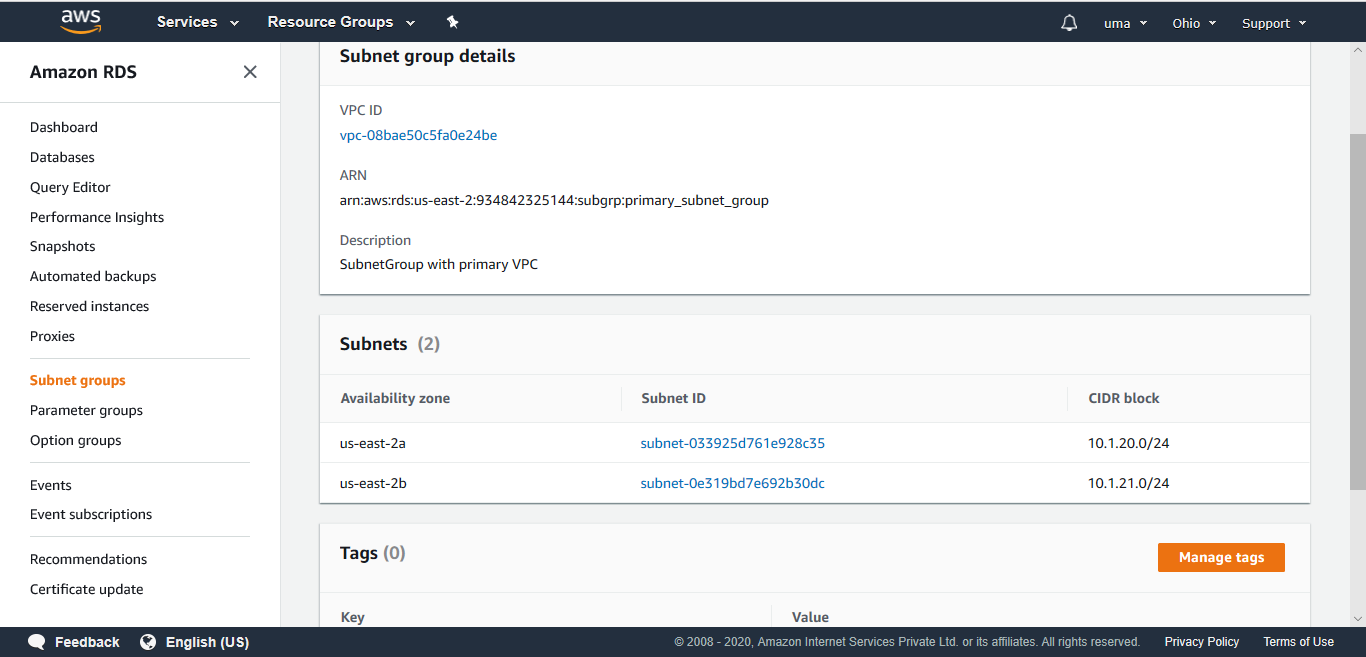 aws Services Resource Groups uma Ohio Support
Amazon RDS
Dashboard
Databases
Query Editor
Performance Insights
Snapshots
Automated backups
Reserved instances
Proxies
Subnet groups
Parameter groups
Option groups
Events
Event subscriptions
Recommendations
Certificate update
Subnet group details
VPC ID
vpc-08bae50c5fa0e24be
ARN
arn:aws:rds:us-east-2:934842325144:subgrp:primary_subnet_group
Description
SubnetGroup with primary VPC
Subnets (2)
Availability zone Subnet ID CIDR block
us-east-2a subnet-033925d761e928c35 10.1.20.0/24
us-east-2b subnet-0e319bd7e692b30dc 10.1.21.0/24
Tags (0) Manage tags
Key Value
Feedback English (US) © 2008 - 2020, Amazon Internet Services Private Ltd. or its affiliates. All rights reserved. Privacy Policy Terms of Use